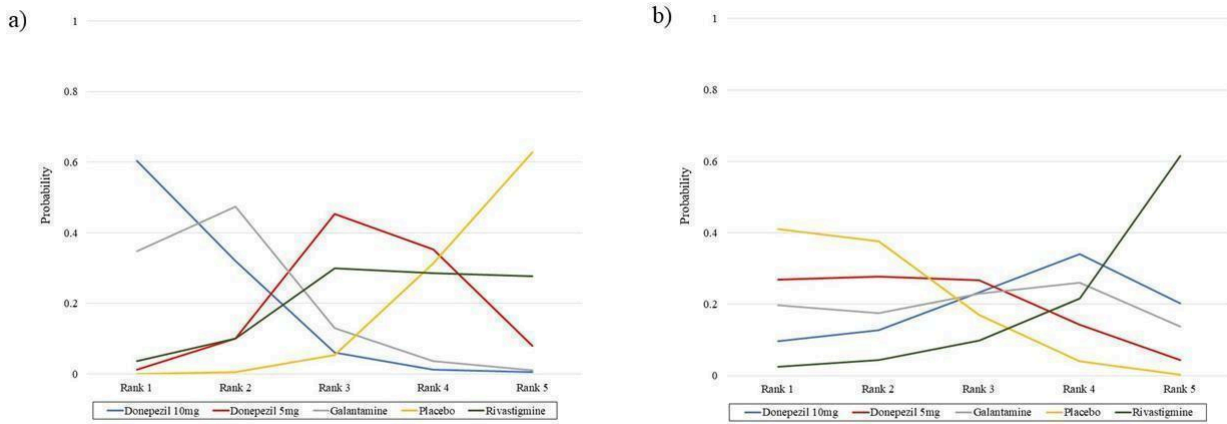 a)
1
0.8
0.6
0.4
0.2
0
Probability
Rank 1 Rank 2 Rank 3 Rank 4 Rank 5
Donepezil 10mg Donepezil 5mg Galantamine Placebo Rivastigmine
b)
1
0.8
0.6
0.4
0.2
0
Probability
Rank 1 Rank 2 Rank 3 Rank 4 Rank 5
Donepezil 10mg Donepezil 5mg Galantamine Placebo Rivastigmine